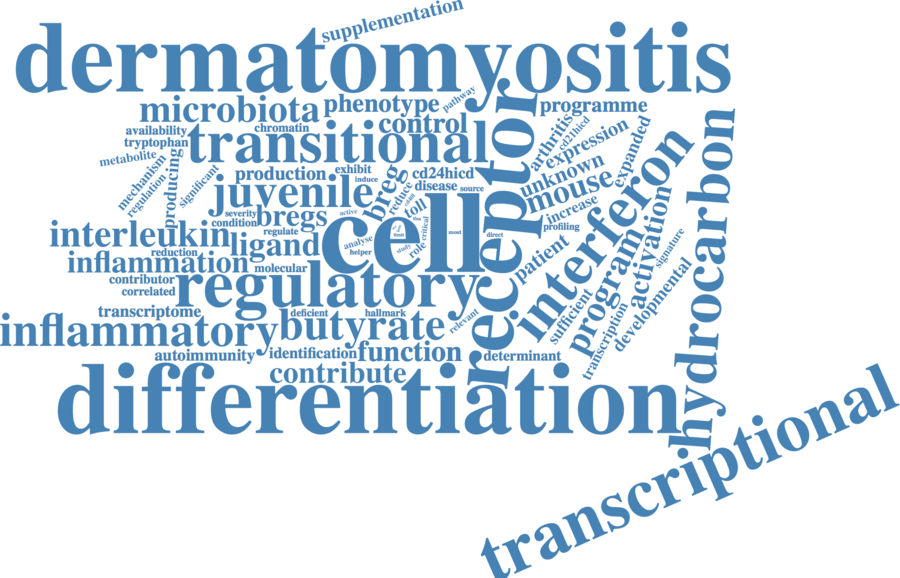 supplementation
dermatomyositis
microbiota
phenotype
pathway
programme
availability
chromatin
control
tryptophan
transitional
receptor
arthritis
cd21hicd
expression
expanded
metabolite
mechanism
regulation
producing
significant
production
exhibit
induce
cd24hicd
disease
source
unknown
mouse
juvenile
breg
reduce
toll
role
critical
increase
profiling
severity
condition
bregs
active
cell
limit
most
direct
interferon
hydrocarbon
interleukin
regulate
ligand
analyse
helper
study
patient
activation
signature
reduction
inflammation
molecular
contributor
correlated
regulatory
program
sufficient
developmental
transcription
transcriptome
deficient
hallmark
relevant
inflammatory
butyrate
autoimmunity
identification
function
determinant
contribute
differentiation
transcriptional